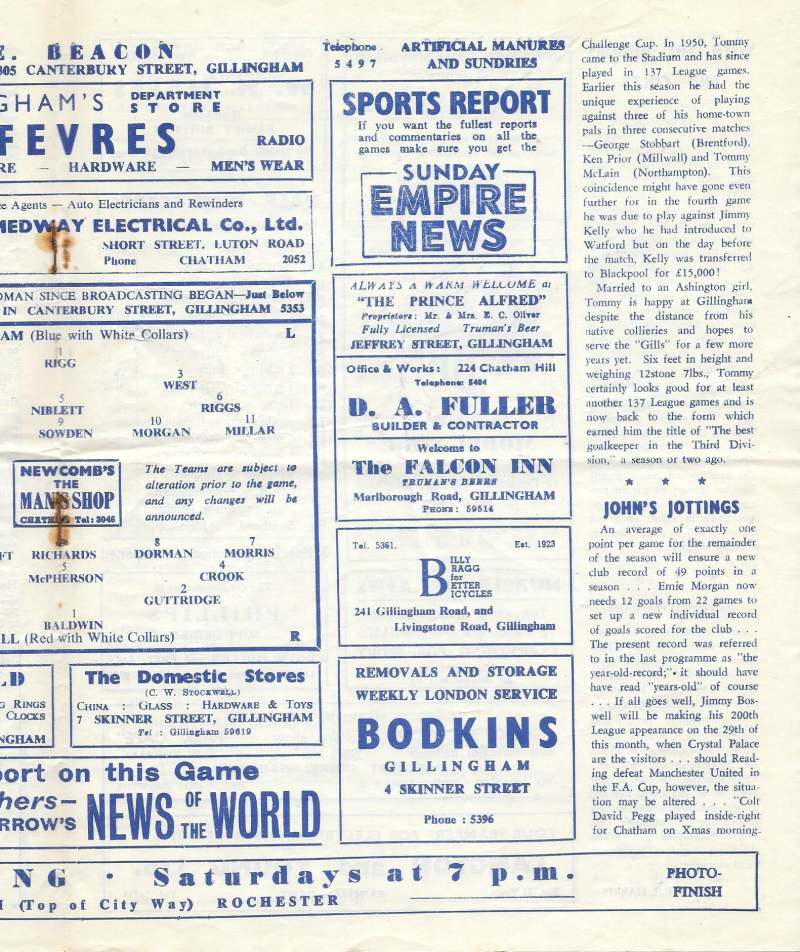 E. BEACON
305 CANTERBURY STREET, GILLINGHAM
Telephone
5497
ARTIFICIAL MANURES
AND SUNDRIES
GHAM'S DEPARTMENT
STORE
FEVRES RADIO
RE — HARDWARE — MEN'S WEAR
e Agents — Auto Electricians and Rewinders
MEDWAY ELECTRICAL Co., Ltd.
SHORT STREET, LUTON ROAD
Phone CHATHAM 2052
OMAN SINCE BROADCASTING BEGAN—Just Below
IN CANTERBURY STREET, GILLINGHAM 5353
AM (Blue with White Collars) L
1
RIGG
3
WEST
5 6
NIBLETT RIGGS
9 10 11
SOWDEN MORGAN MILLAR
NEWCOMB'S
THE
MAN'S SHOP
CHATHAM Tel: 3046
The Teams are subject to
alteration prior to the game,
and any changes will be
announced.
8 7
FT RICHARDS DORMAN MORRIS
5 4
McPHERSON CROOK
2
GUTTRIDGE
1
BALDWIN
LL (Red with White Collars) R
LD
G RINGS
CLOCKS
NGHAM
The Domestic Stores
(C. W. STOCKWELL)
CHINA : GLASS : HARDWARE & TOYS
7 SKINNER STREET, GILLINGHAM
Tel : Gillingham 59619
port on this Game
hers—
RROW'S NEWS OF THE WORLD
SPORTS REPORT
If you want the fullest reports
and commentaries on all the
games make sure you get the
SUNDAY
EMPIRE
NEWS
ALWAYS A WARM WELCOME at
"THE PRINCE ALFRED"
Proprietors: Mr. & Mrs. E. C. Oliver
Fully Licensed Truman's Beer
JEFFREY STREET, GILLINGHAM
Office & Works: 224 Chatham Hill
Telephone: 5404
D. A. FULLER
BUILDER & CONTRACTOR
Welcome to
The FALCON INN
TRUMAN'S BEERS
Marlborough Road, GILLINGHAM
PHONE: 59514
Tel. 5361. Est. 1923
BILLY
RAGG
for
ETTER
ICYCLES
241 Gillingham Road, and
Livingstone Road, Gillingham
REMOVALS AND STORAGE
WEEKLY LONDON SERVICE
BODKINS
GILLINGHAM
4 SKINNER STREET
Phone : 5396
Challenge Cup. In 1950, Tommy
came to the Stadium and has since
played in 137 League games.
Earlier this season he had the
unique experience of playing
against three of his home-town
pals in three consecutive matches
—George Stobbart (Brentford),
Ken Prior (Millwall) and Tommy
McLain (Northampton). This
coincidence might have gone even
further for in the fourth game
he was due to play against Jimmy
Kelly who he had introduced to
Watford but on the day before
the match, Kelly was transferred
to Blackpool for £15,000!
Married to an Ashington girl,
Tommy is happy at Gillingham
despite the distance from his
native collieries and hopes to
serve the "Gills" for a few more
years yet. Six feet in height and
weighing 12stone 7lbs., Tommy
certainly looks good for at least
another 137 League games and is
now back to the form which
earned him the title of "The best
goalkeeper in the Third Divi-
sion," a season or two ago.
★ ★ ★
JOHN'S JOTTINGS
An average of exactly one
point per game for the remainder
of the season will ensure a new
club record of 49 points in a
season . . . Ernie Morgan now
needs 12 goals from 22 games to
set up a new individual record
of goals scored for the club . . .
The present record was referred
to in the last programme as "the
year-old-record;" it should have
have read "years-old" of course
. . . If all goes well, Jimmy Bos-
well will be making his 200th
League appearance on the 29th of
this month, when Crystal Palace
are the visitors . . . should Read-
ing defeat Manchester United in
the F.A. Cup, however, the situa-
tion may be altered . . . "Colt
David Pegg played inside-right
for Chatham on Xmas morning.
NG · Saturdays at 7 p.m.
(Top of City Way) ROCHESTER
PHOTO-
FINISH